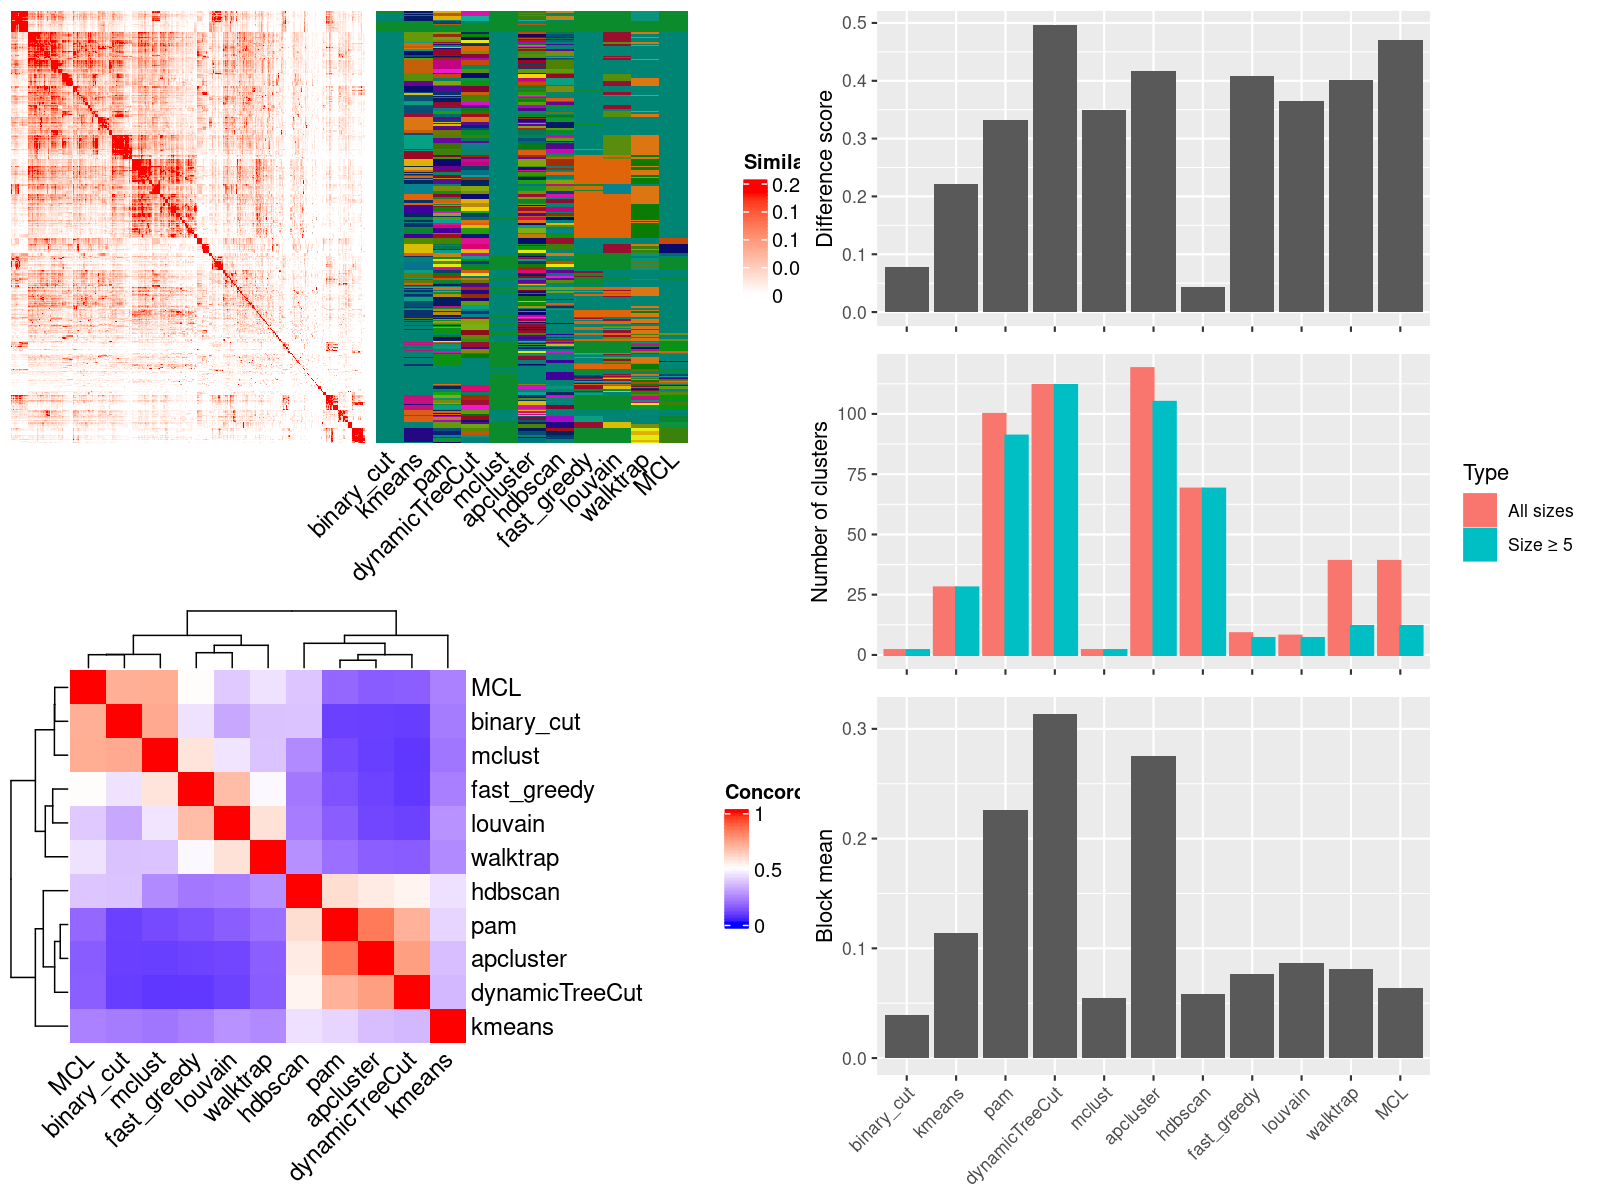 Simila
0.2
0.1
0.1
0.0
0
binary_cut
kmeans
pam
dynamicTreeCut
mclust
apcluster
hdbscan
fast_greedy
louvain
walktrap
MCL
MCL
binary_cut
mclust
fast_greedy
louvain
walktrap
hdbscan
pam
apcluster
dynamicTreeCut
kmeans
MCL
binary_cut
mclust
fast_greedy
louvain
walktrap
hdbscan
pam
apcluster
dynamicTreeCut
kmeans
Concord
1
0.5
0
Difference score
0.5
0.4
0.3
0.2
0.1
0.0
Number of clusters
100
75
50
25
0
Type
All sizes
Size ≥ 5
Block mean
0.3
0.2
0.1
0.0
binary_cut
kmeans
pam
dynamicTreeCut
mclust
apcluster
hdbscan
fast_greedy
louvain
walktrap
MCL